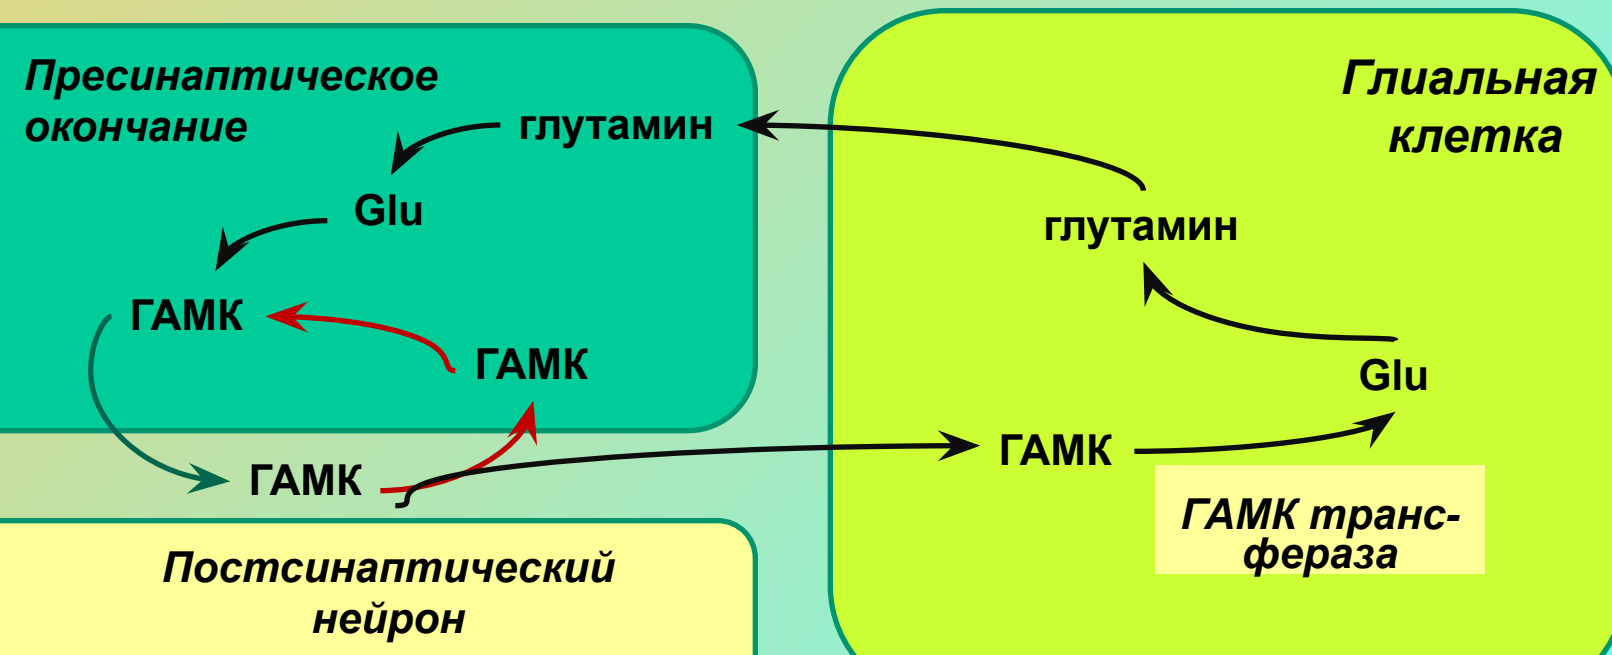 Пресинаптическое
окончание
глутамин
Glu
ГАМК
ГАМК
ГАМК
Постсинаптический
нейрон
Глиальная
клетка
глутамин
Glu
ГАМК
ГАМК транс-
фераза